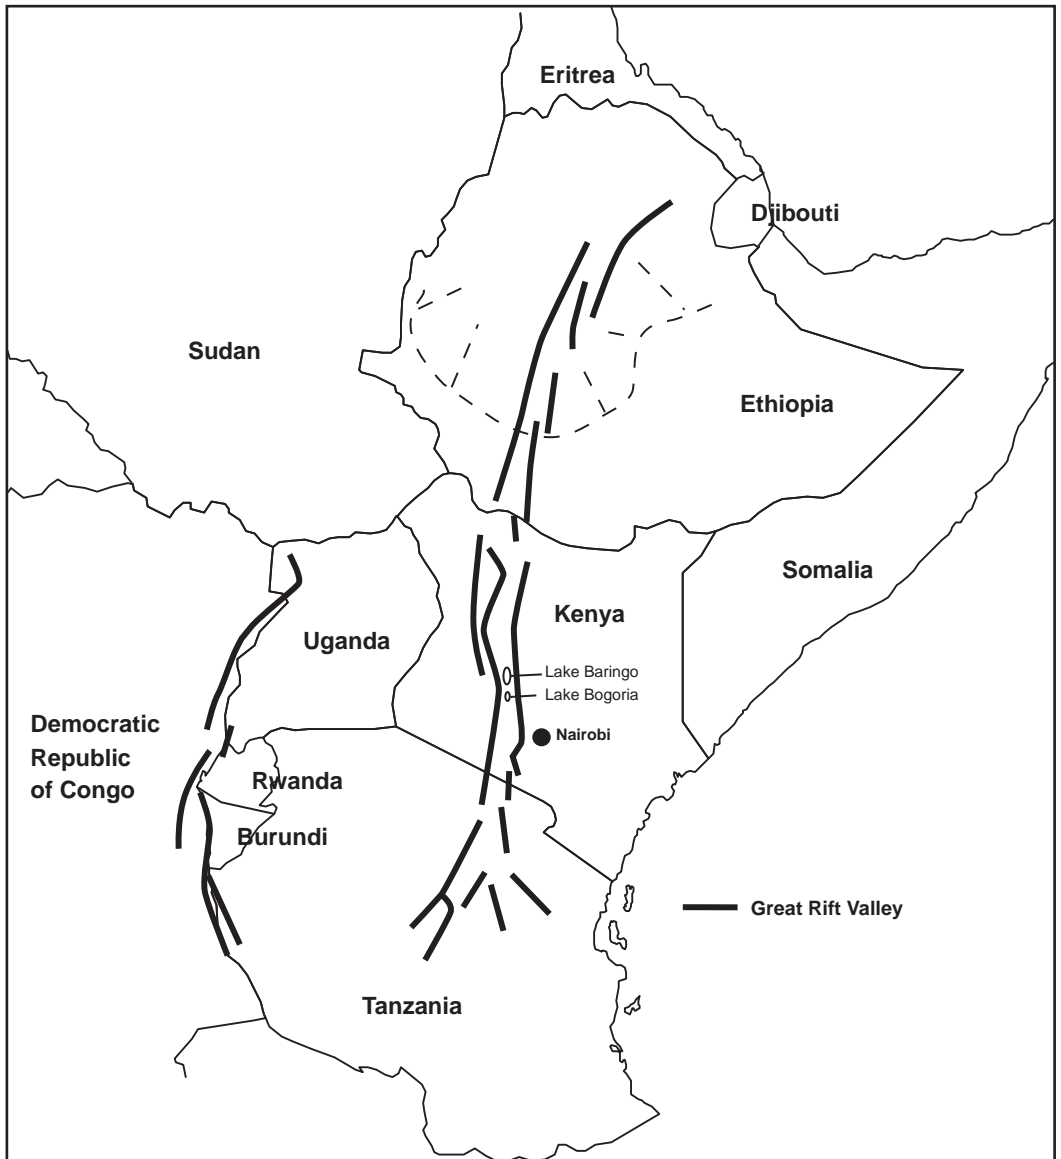 Eritrea
Djibouti
Sudan
Ethiopia
Somalia
Kenya
Uganda
Lake Baringo
Lake Bogoria
Democratic
Republic
of Congo
Nairobi
Rwanda
Burundi
Great Rift Valley
Tanzania